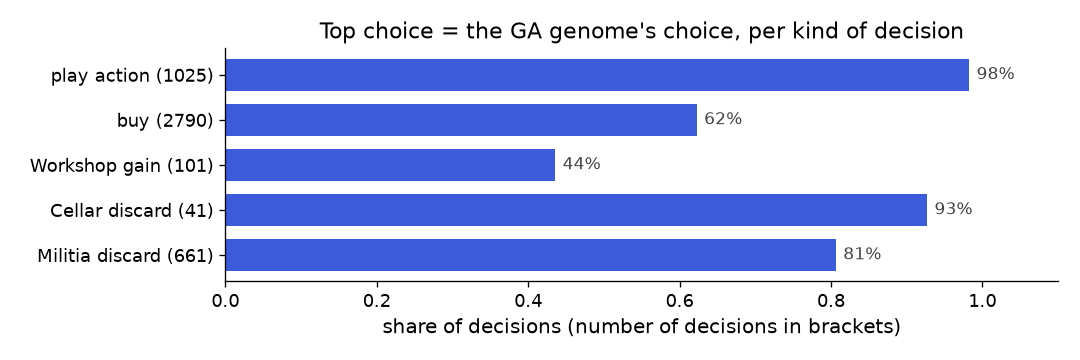 Top choice = the GA genome's choice, per kind of decision
play action (1025)
98%
buy (2790)
62%
Workshop gain (101)
44%
Cellar discard (41)
93%
Militia discard (661)
81%
0.0 0.2 0.4 0.6 0.8 1.0
share of decisions (number of decisions in brackets)